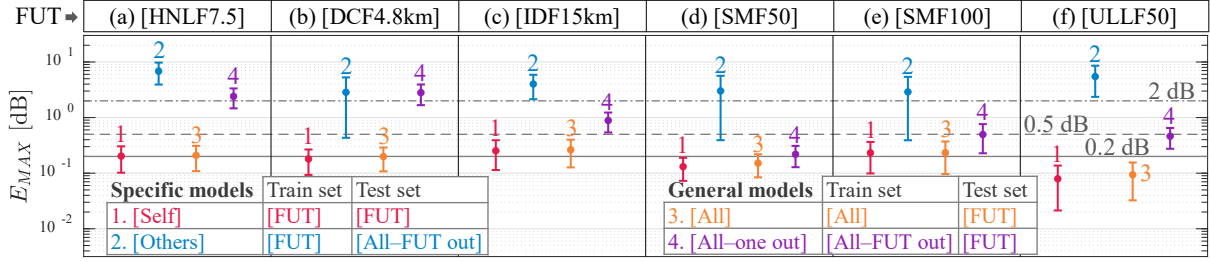 FUT ➡ (a) [HNLF7.5] (b) [DCF4.8km] (c) [IDF15km] (d) [SMF50] (e) [SMF100] (f) [ULLF50]
E_MAX [dB]
10^1
10^0
10^-1
10^-2
2 2 2 2 2 2
4 4 4 4 4 4
1 1 1 1 1 1
3 3 3 3 3 3
2 dB
0.5 dB
0.2 dB
Specific models Train set Test set
1. [Self] [FUT] [FUT]
2. [Others] [FUT] [All–FUT out]
General models Train set Test set
3. [All] [All] [FUT]
4. [All–one out] [All–FUT out] [FUT]